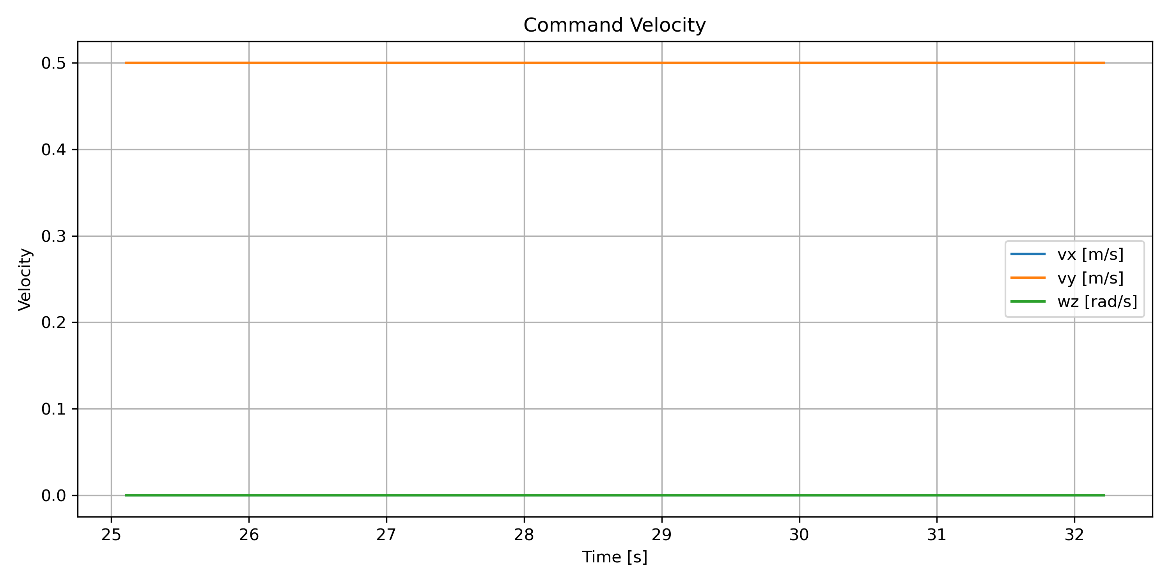 Command Velocity
0.5
0.4
0.3
0.2
0.1
0.0
Velocity
vx [m/s]
vy [m/s]
wz [rad/s]
25 26 27 28 29 30 31 32
Time [s]